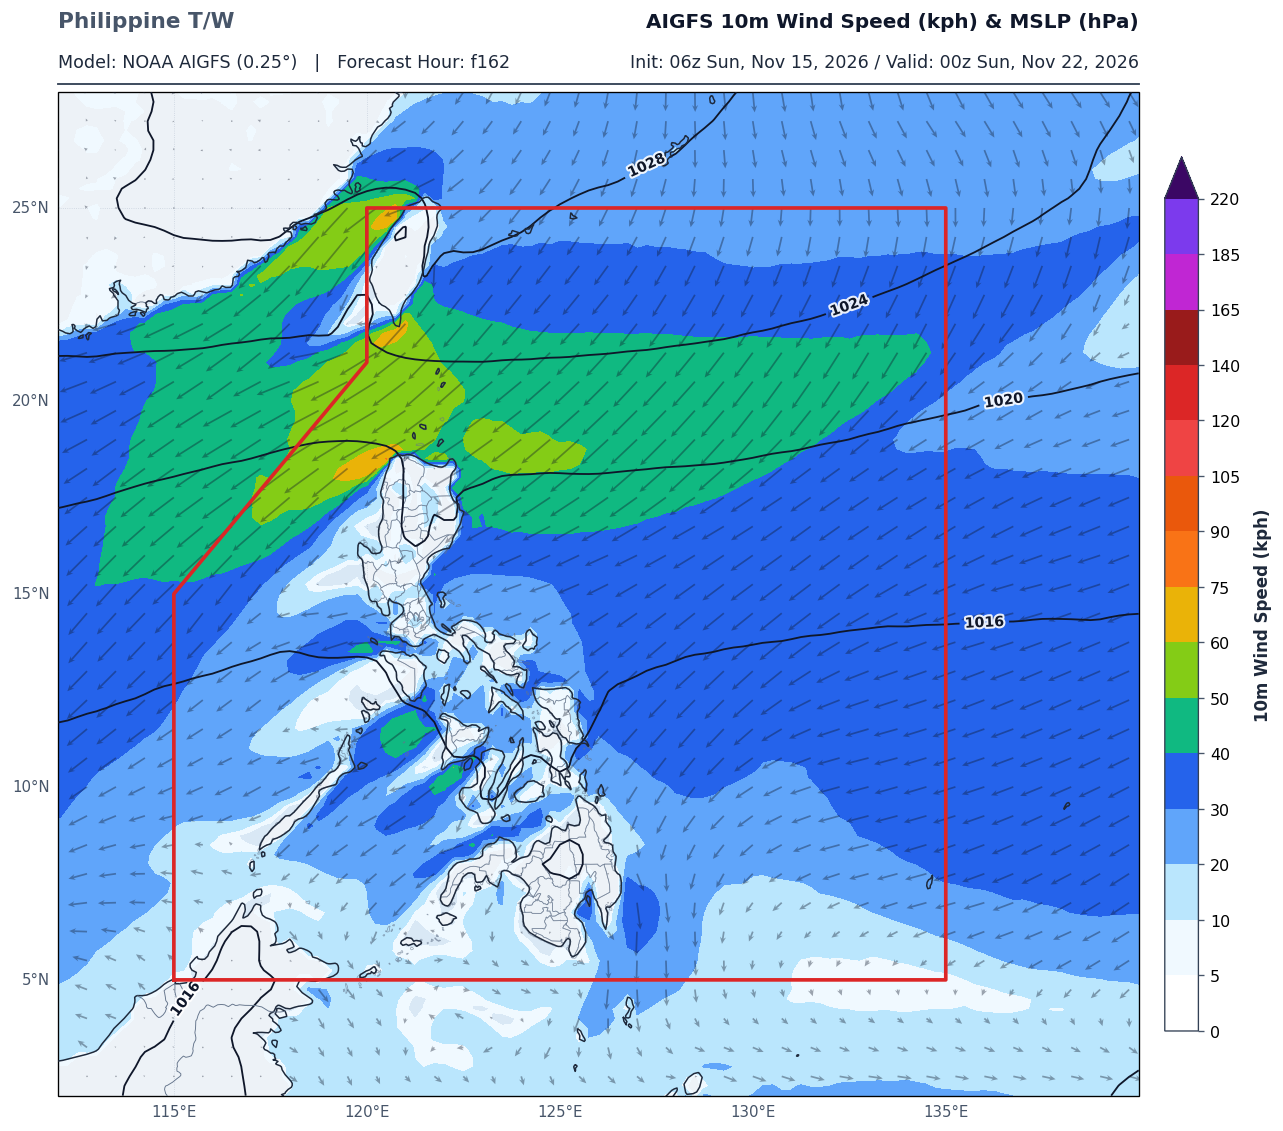 Philippine T/W
AIGFS 10m Wind Speed (kph) & MSLP (hPa)
Model: NOAA AIGFS (0.25°) | Forecast Hour: f162
Init: 06z Sun, Nov 15, 2026 / Valid: 00z Sun, Nov 22, 2026
1028
1024
1020
1016
1016
25°N
20°N
15°N
10°N
5°N
115°E
120°E
125°E
130°E
135°E
220
185
165
140
120
105
90
75
60
50
40
30
20
10
5
0
10m Wind Speed (kph)